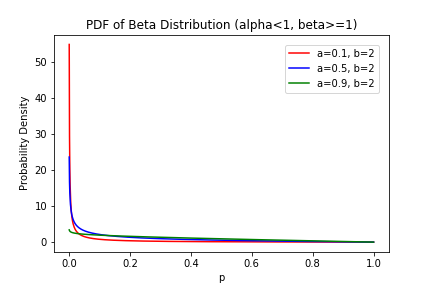 PDF of Beta Distribution (alpha<1, beta>=1)
a=0.1, b=2
a=0.5, b=2
a=0.9, b=2
Probability Density
50
40
30
20
10
0
0.0 0.2 0.4 0.6 0.8 1.0
p